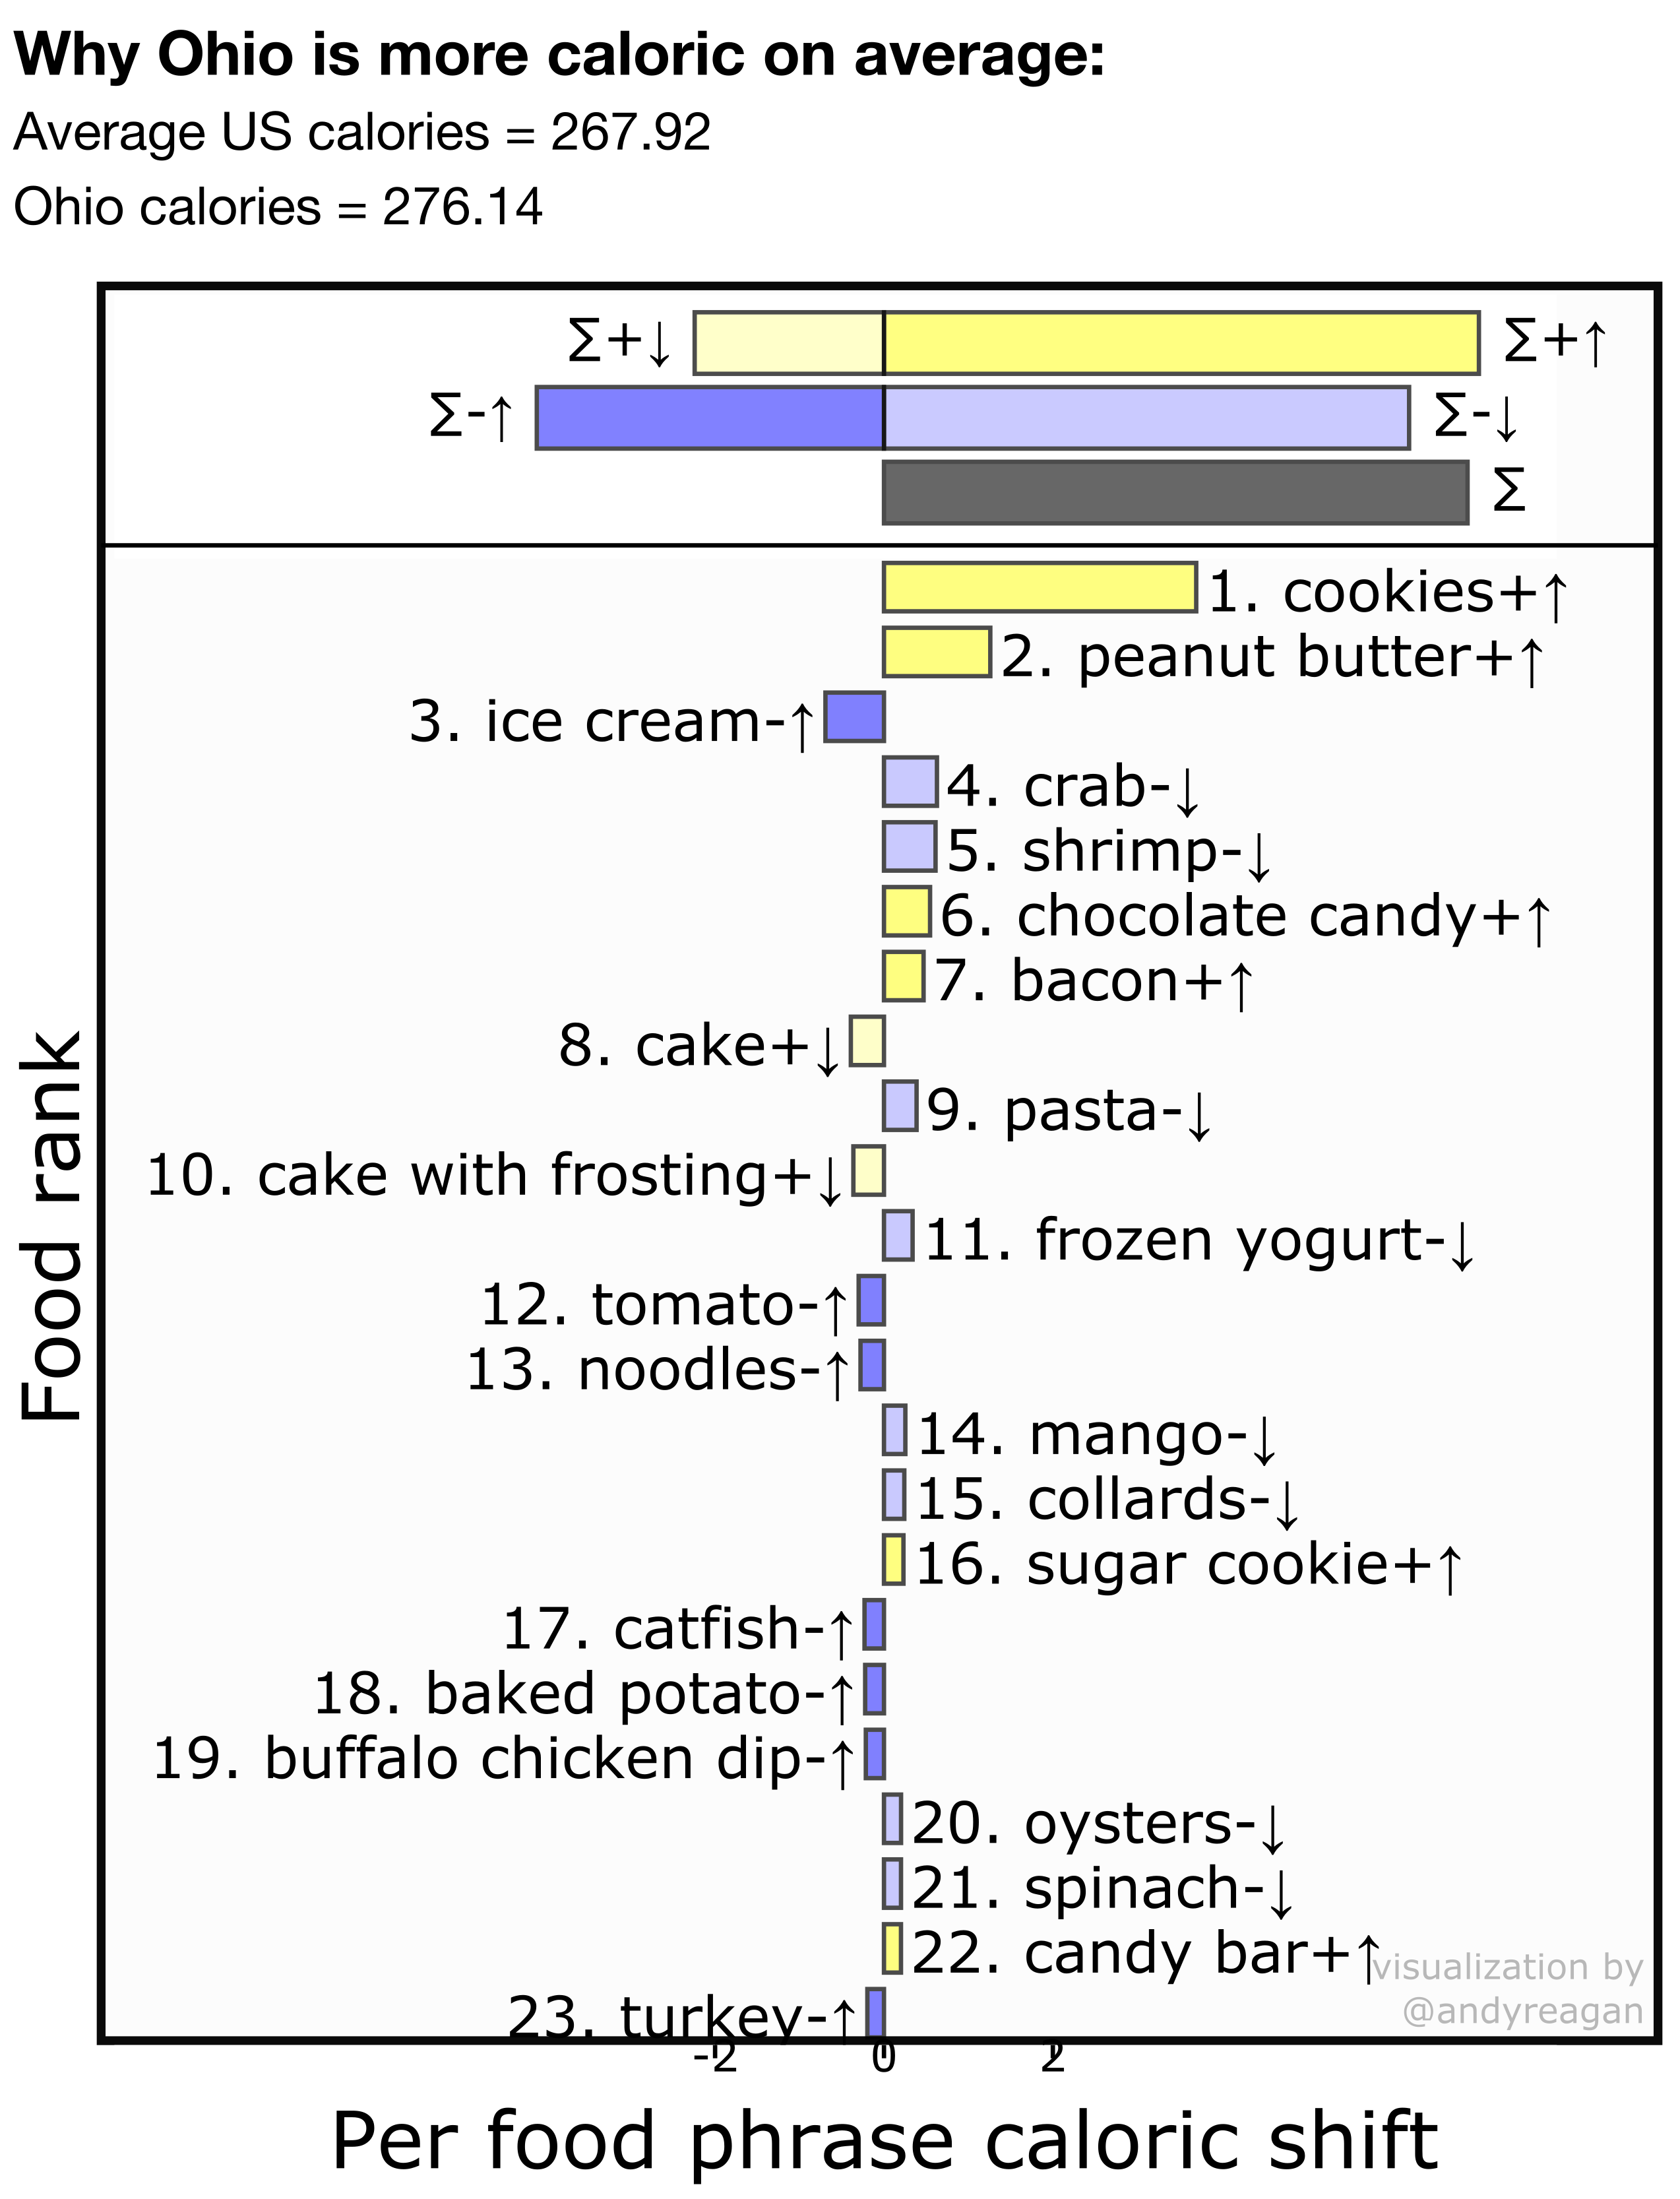 Why Ohio is more caloric on average:
Average US calories = 267.92
Ohio calories = 276.14
Σ+↓
Σ+↑
Σ-↑
Σ-↓
Σ
1. cookies+↑
2. peanut butter+↑
3. ice cream-↑
4. crab-↓
5. shrimp-↓
6. chocolate candy+↑
7. bacon+↑
8. cake+↓
9. pasta-↓
10. cake with frosting+↓
11. frozen yogurt-↓
12. tomato-↑
13. noodles-↑
14. mango-↓
15. collards-↓
16. sugar cookie+↑
17. catfish-↑
18. baked potato-↑
19. buffalo chicken dip-↑
20. oysters-↓
21. spinach-↓
22. candy bar+↑
23. turkey-↑
visualization by
@andyreagan
Food rank
-2 0 2
Per food phrase caloric shift